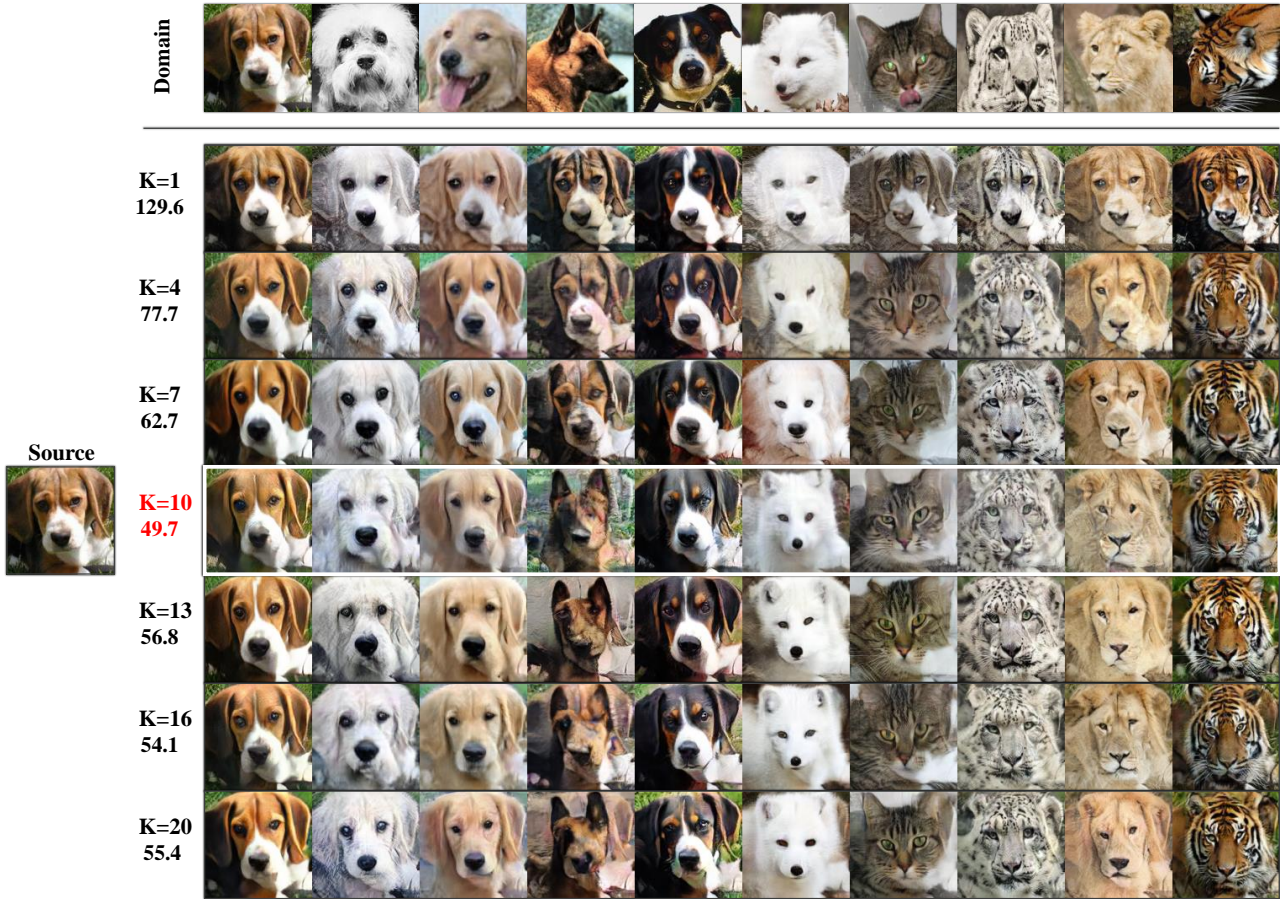 Domain
K=1
129.6
K=4
77.7
K=7
62.7
Source
K=10
49.7
K=13
56.8
K=16
54.1
K=20
55.4